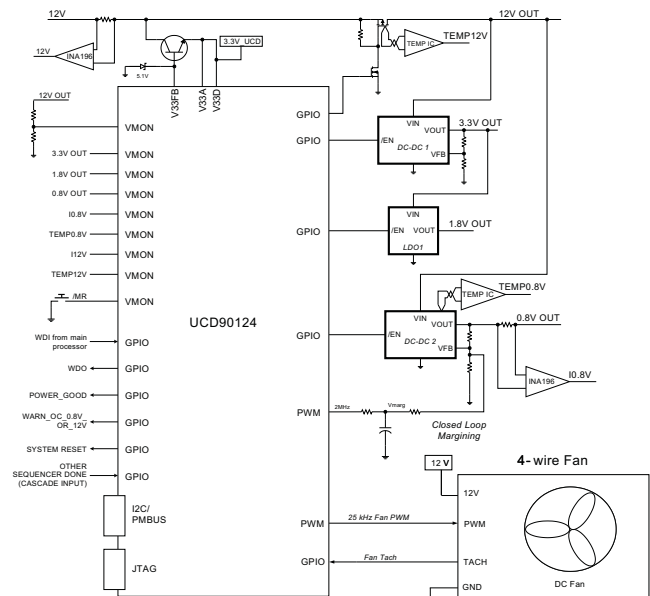 12V
12V OUT
3.3V_UCD
12V
INA196
5.1V
TEMP IC
TEMP12V
V33FB
V33A
V33D
12V OUT
GPIO
VIN
VMON
GPIO
/EN
VOUT
3.3V OUT
DC-DC 1
VFB
3.3V OUT
VMON
1.8V OUT
VMON
0.8V OUT
VMON
I0.8V
VMON
VIN
GPIO
/EN
VOUT
1.8V OUT
LDO1
TEMP0.8V
VMON
I12V
VMON
TEMP12V
VMON
/MR
VMON
TEMP IC
TEMP0.8V
UCD90124
VIN
VOUT
0.8V OUT
WDI from main
processor
GPIO
GPIO
/EN
DC-DC 2
VFB
WDO
GPIO
INA196
I0.8V
POWER_GOOD
GPIO
WARN_OC_0.8V_
OR_12V
GPIO
PWM
2MHz
Vmarg
Closed Loop
Margining
SYSTEM RESET
GPIO
OTHER
SEQUENCER DONE
(CASCADE INPUT)
GPIO
12 V
4- wire Fan
I2C/
PMBUS
12V
PWM
25 kHz Fan PWM
PWM
JTAG
GPIO
Fan Tach
TACH
DC Fan
GND